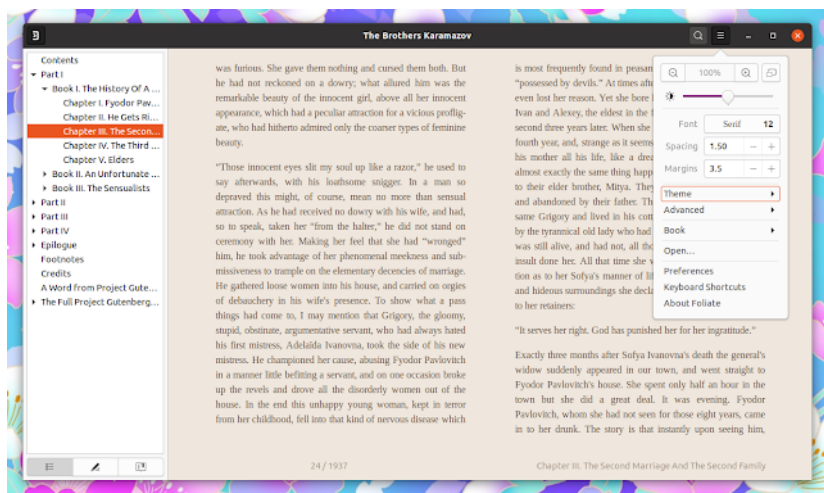 The Brothers Karamazov
Contents
Part I
Book I. The History Of A ...
Chapter I. Fyodor Pav...
Chapter II. He Gets Ri...
Chapter III. The Secon...
Chapter IV. The Third ...
Chapter V. Elders
Book II. An Unfortunate ...
Book III. The Sensualists
Part II
Part III
Part IV
Epilogue
Footnotes
Credits
A Word from Project Gute...
The Full Project Gutenberg...
was furious. She gave them nothing and cursed them both. But
he had not reckoned on a dowry; what allured him was the
remarkable beauty of the innocent girl, above all her innocent
appearance, which had a peculiar attraction for a vicious proflig-
ate, who had hitherto admired only the coarser types of feminine
beauty.
“Those innocent eyes slit my soul up like a razor,” he used to
say afterwards, with his loathsome snigger. In a man so
depraved this might, of course, mean no more than sensual
attraction. As he had received no dowry with his wife, and had,
so to speak, taken her “from the halter,” he did not stand on
ceremony with her. Making her feel that she had “wronged”
him, he took advantage of her phenomenal meekness and sub-
missiveness to trample on the elementary decencies of marriage.
He gathered loose women into his house, and carried on orgies
of debauchery in his wife's presence. To show what a pass
things had come to, I may mention that Grigory, the gloomy,
stupid, obstinate, argumentative servant, who had always hated
his first mistress, Adelaïda Ivanovna, took the side of his new
mistress. He championed her cause, abusing Fyodor Pavlovitch
in a manner little befitting a servant, and on one occasion broke
up the revels and drove all the disorderly women out of the
house. In the end this unhappy young woman, kept in terror
from her childhood, fell into that kind of nervous disease which
is most frequently found in peasan
“possessed by devils.” At times afte
even lost her reason. Yet she bore
Ivan and Alexey, the eldest in the f
second three years later. When she
fourth year, and, strange as it seems
his mother all his life, like a drea
almost exactly the same thing happ
to their elder brother, Mitya. They
and abandoned by their father. Th
same Grigory and lived in his cott
by the tyrannical old lady who had
was still alive, and had not, all tho
insult done her. All that time she w
tion as to her Sofya's manner of lif
and hideous surroundings she decla
to her retainers:
“It serves her right. God has punished her for her ingratitude.”
Exactly three months after Sofya Ivanovna's death the general's
widow suddenly appeared in our town, and went straight to
Fyodor Pavlovitch's house. She spent only half an hour in the
town but she did a great deal. It was evening. Fyodor
Pavlovitch, whom she had not seen for those eight years, came
in to her drunk. The story is that instantly upon seeing him,
100%
Font Serif 12
Spacing 1.50 - +
Margins 3.5 - +
Theme
Advanced
Book
Open...
Preferences
Keyboard Shortcuts
About Foliate
24 / 1937
Chapter III. The Second Marriage And The Second Family